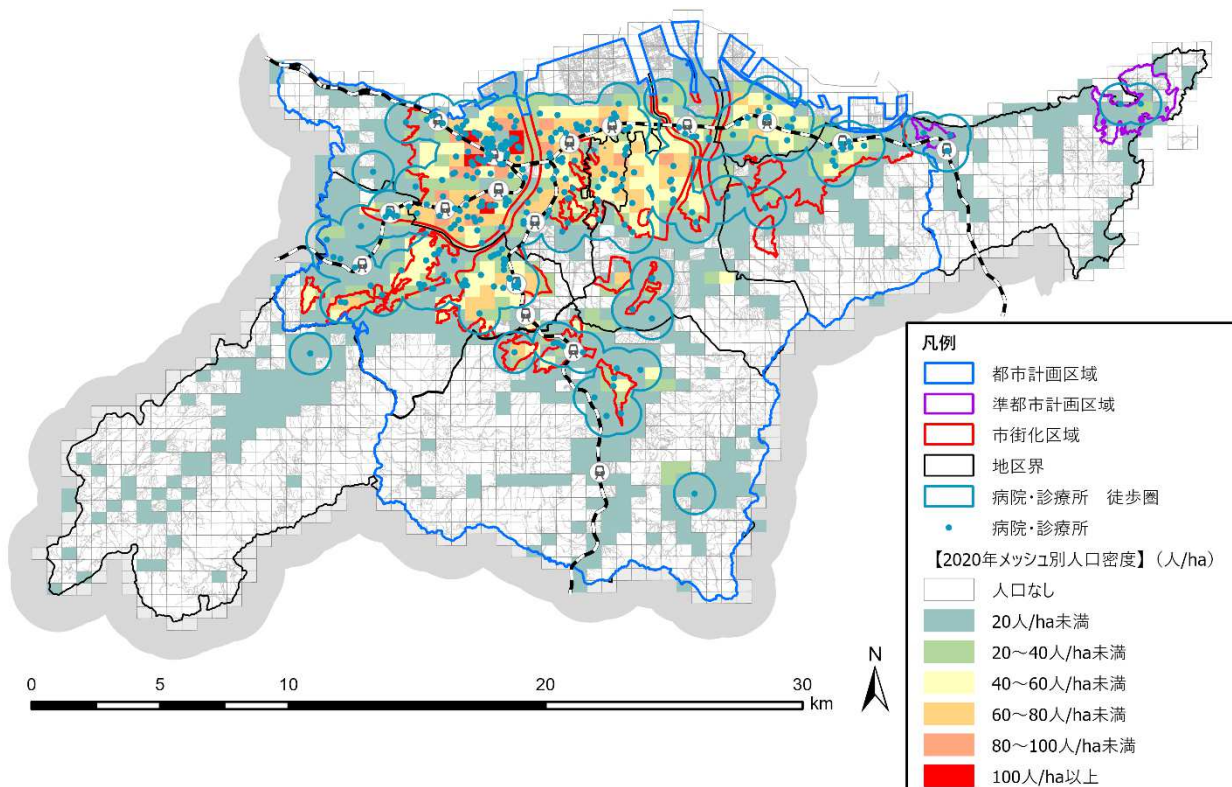 凡例
都市計画区域
準都市計画区域
市街化区域
地区界
病院・診療所 徒歩圏
病院・診療所
【2020年メッシュ別人口密度】（人/ha）
人口なし
20人/ha未満
20～40人/ha未満
40～60人/ha未満
60～80人/ha未満
80～100人/ha未満
100人/ha以上
N
0 5 10 20 30
km